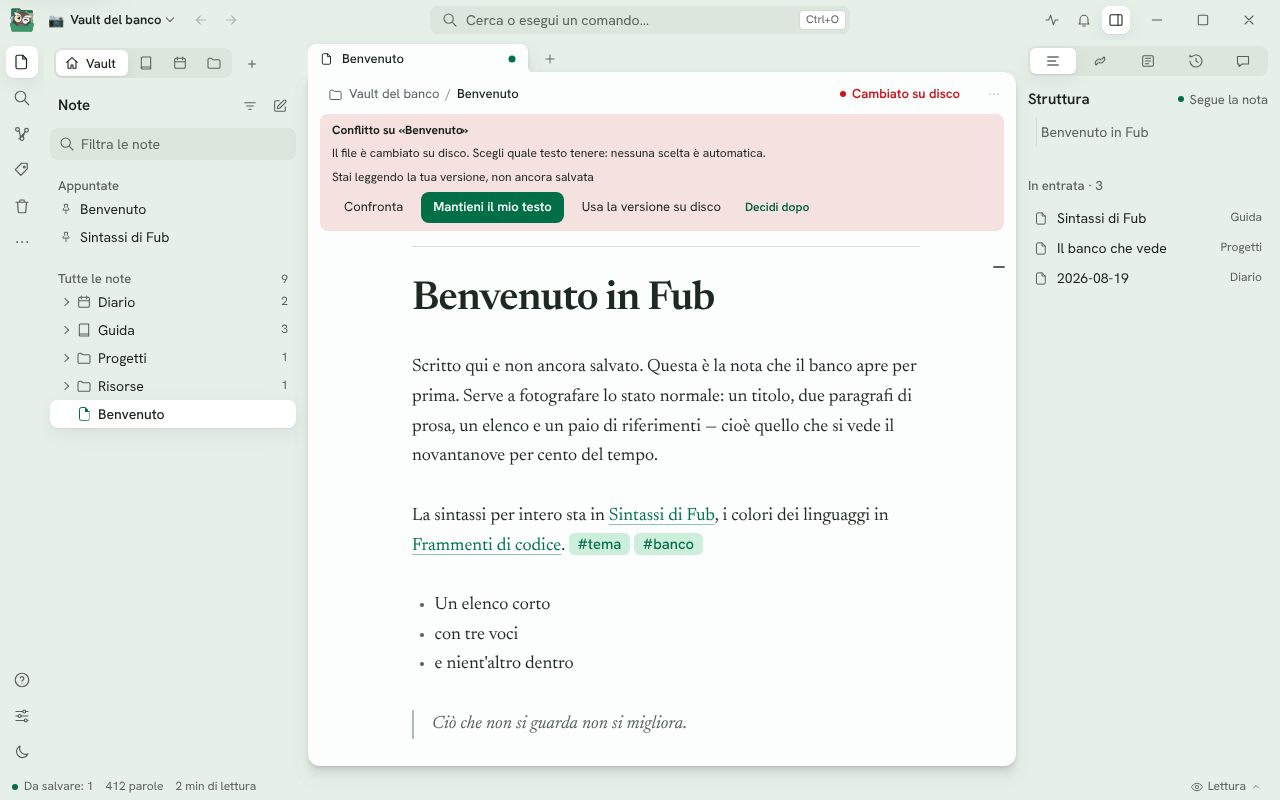 Vault del banco
Cerca o esegui un comando…
Ctrl+O
Vault
Note
Filtra le note
Appuntate
Benvenuto
Sintassi di Fub
Tutte le note 9
Diario 2
Guida 3
Progetti 1
Risorse 1
Benvenuto
Benvenuto
Vault del banco / Benvenuto
Cambiato su disco
Conflitto su «Benvenuto»
Il file è cambiato su disco. Scegli quale testo tenere: nessuna scelta è automatica.
Stai leggendo la tua versione, non ancora salvata
Confronta Mantieni il mio testo Usa la versione su disco Decidi dopo
Benvenuto in Fub
Scritto qui e non ancora salvato. Questa è la nota che il banco apre per
prima. Serve a fotografare lo stato normale: un titolo, due paragrafi di
prosa, un elenco e un paio di riferimenti — cioè quello che si vede il
novantanove per cento del tempo.
La sintassi per intero sta in Sintassi di Fub, i colori dei linguaggi in
Frammenti di codice. #tema #banco
• Un elenco corto
• con tre voci
• e nient'altro dentro
Ciò che non si guarda non si migliora.
Struttura
Segue la nota
Benvenuto in Fub
In entrata · 3
Sintassi di Fub Guida
Il banco che vede Progetti
2026-08-19 Diario
Da salvare: 1 412 parole 2 min di lettura
Lettura